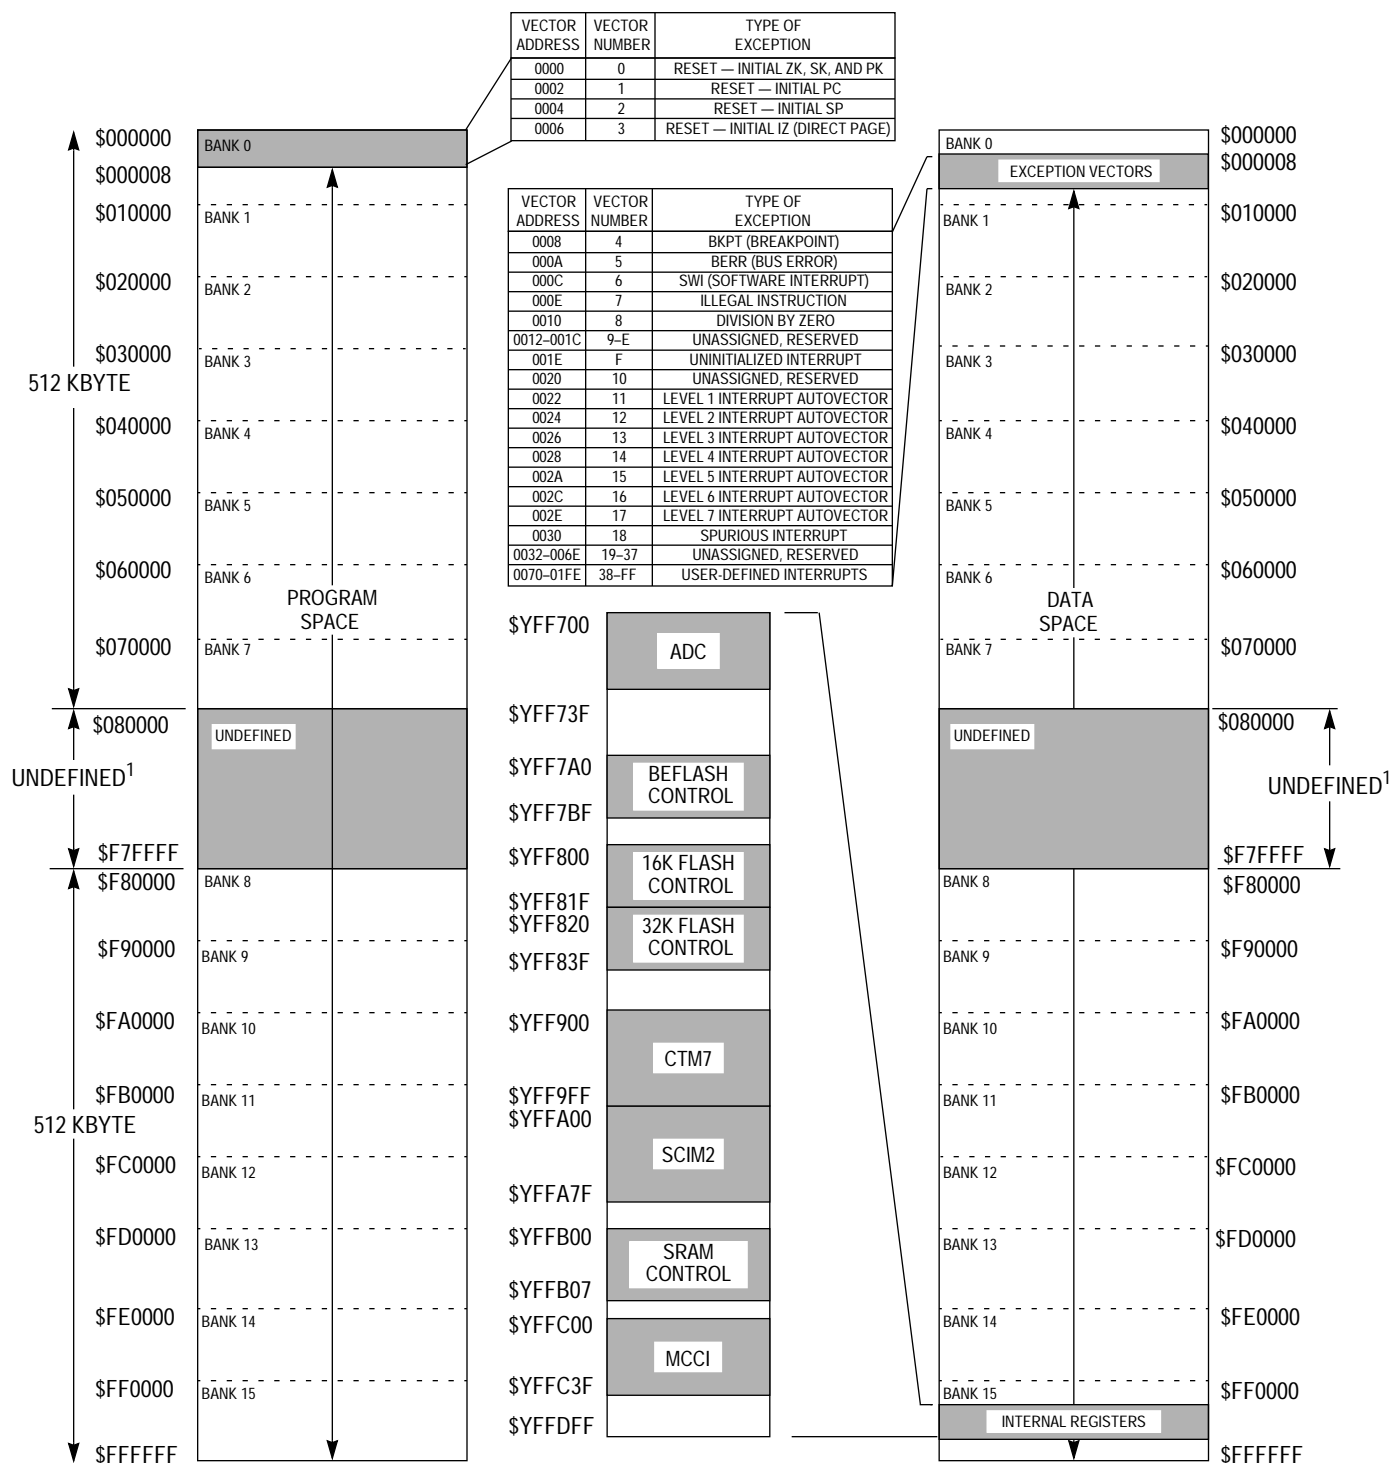 VECTOR ADDRESS VECTOR NUMBER TYPE OF EXCEPTION
0000 0 RESET — INITIAL ZK, SK, AND PK
0002 1 RESET — INITIAL PC
0004 2 RESET — INITIAL SP
0006 3 RESET — INITIAL IZ (DIRECT PAGE)
VECTOR ADDRESS VECTOR NUMBER TYPE OF EXCEPTION
0008 4 BKPT (BREAKPOINT)
000A 5 BERR (BUS ERROR)
000C 6 SWI (SOFTWARE INTERRUPT)
000E 7 ILLEGAL INSTRUCTION
0010 8 DIVISION BY ZERO
0012–001C 9–E UNASSIGNED, RESERVED
001E F UNINITIALIZED INTERRUPT
0020 10 UNASSIGNED, RESERVED
0022 11 LEVEL 1 INTERRUPT AUTOVECTOR
0024 12 LEVEL 2 INTERRUPT AUTOVECTOR
0026 13 LEVEL 3 INTERRUPT AUTOVECTOR
0028 14 LEVEL 4 INTERRUPT AUTOVECTOR
002A 15 LEVEL 5 INTERRUPT AUTOVECTOR
002C 16 LEVEL 6 INTERRUPT AUTOVECTOR
002E 17 LEVEL 7 INTERRUPT AUTOVECTOR
0030 18 SPURIOUS INTERRUPT
0032–006E 19–37 UNASSIGNED, RESERVED
0070–01FE 38–FF USER-DEFINED INTERRUPTS
512 KBYTE
UNDEFINED1
512 KBYTE
$000000
$000008
$010000
$020000
$030000
$040000
$050000
$060000
$070000
$080000
$F7FFFF
$F80000
$F90000
$FA0000
$FB0000
$FC0000
$FD0000
$FE0000
$FF0000
$FFFFFF
BANK 0
BANK 1
BANK 2
BANK 3
BANK 4
BANK 5
BANK 6
PROGRAM
SPACE
BANK 7
UNDEFINED
BANK 8
BANK 9
BANK 10
BANK 11
BANK 12
BANK 13
BANK 14
BANK 15
$YFF700
ADC
$YFF73F
$YFF7A0
BEFLASH
CONTROL
$YFF7BF
$YFF800
16K FLASH
CONTROL
$YFF81F
$YFF820
32K FLASH
CONTROL
$YFF83F
$YFF900
CTM7
$YFF9FF
$YFFA00
SCIM2
$YFFA7F
$YFFB00
SRAM
CONTROL
$YFFB07
$YFFC00
MCCI
$YFFC3F
$YFFDFF
BANK 0
EXCEPTION VECTORS
BANK 1
BANK 2
BANK 3
BANK 4
BANK 5
BANK 6
DATA
SPACE
BANK 7
UNDEFINED
BANK 8
BANK 9
BANK 10
BANK 11
BANK 12
BANK 13
BANK 14
BANK 15
INTERNAL REGISTERS
$000000
$000008
$010000
$020000
$030000
$040000
$050000
$060000
$070000
$080000
UNDEFINED1
$F7FFFF
$F80000
$F90000
$FA0000
$FB0000
$FC0000
$FD0000
$FE0000
$FF0000
$FFFFFF